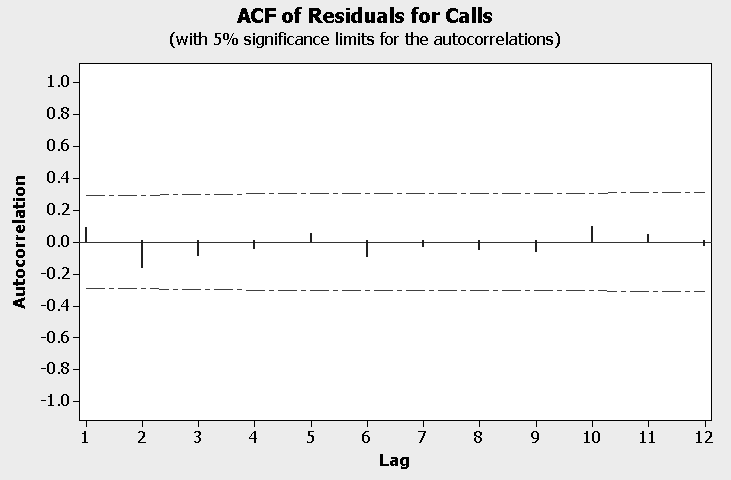 ACF of Residuals for Calls
(with 5% significance limits for the autocorrelations)
1.0
0.8
0.6
0.4
0.2
0.0
-0.2
-0.4
-0.6
-0.8
-1.0
Autocorrelation
1 2 3 4 5 6 7 8 9 10 11 12
Lag